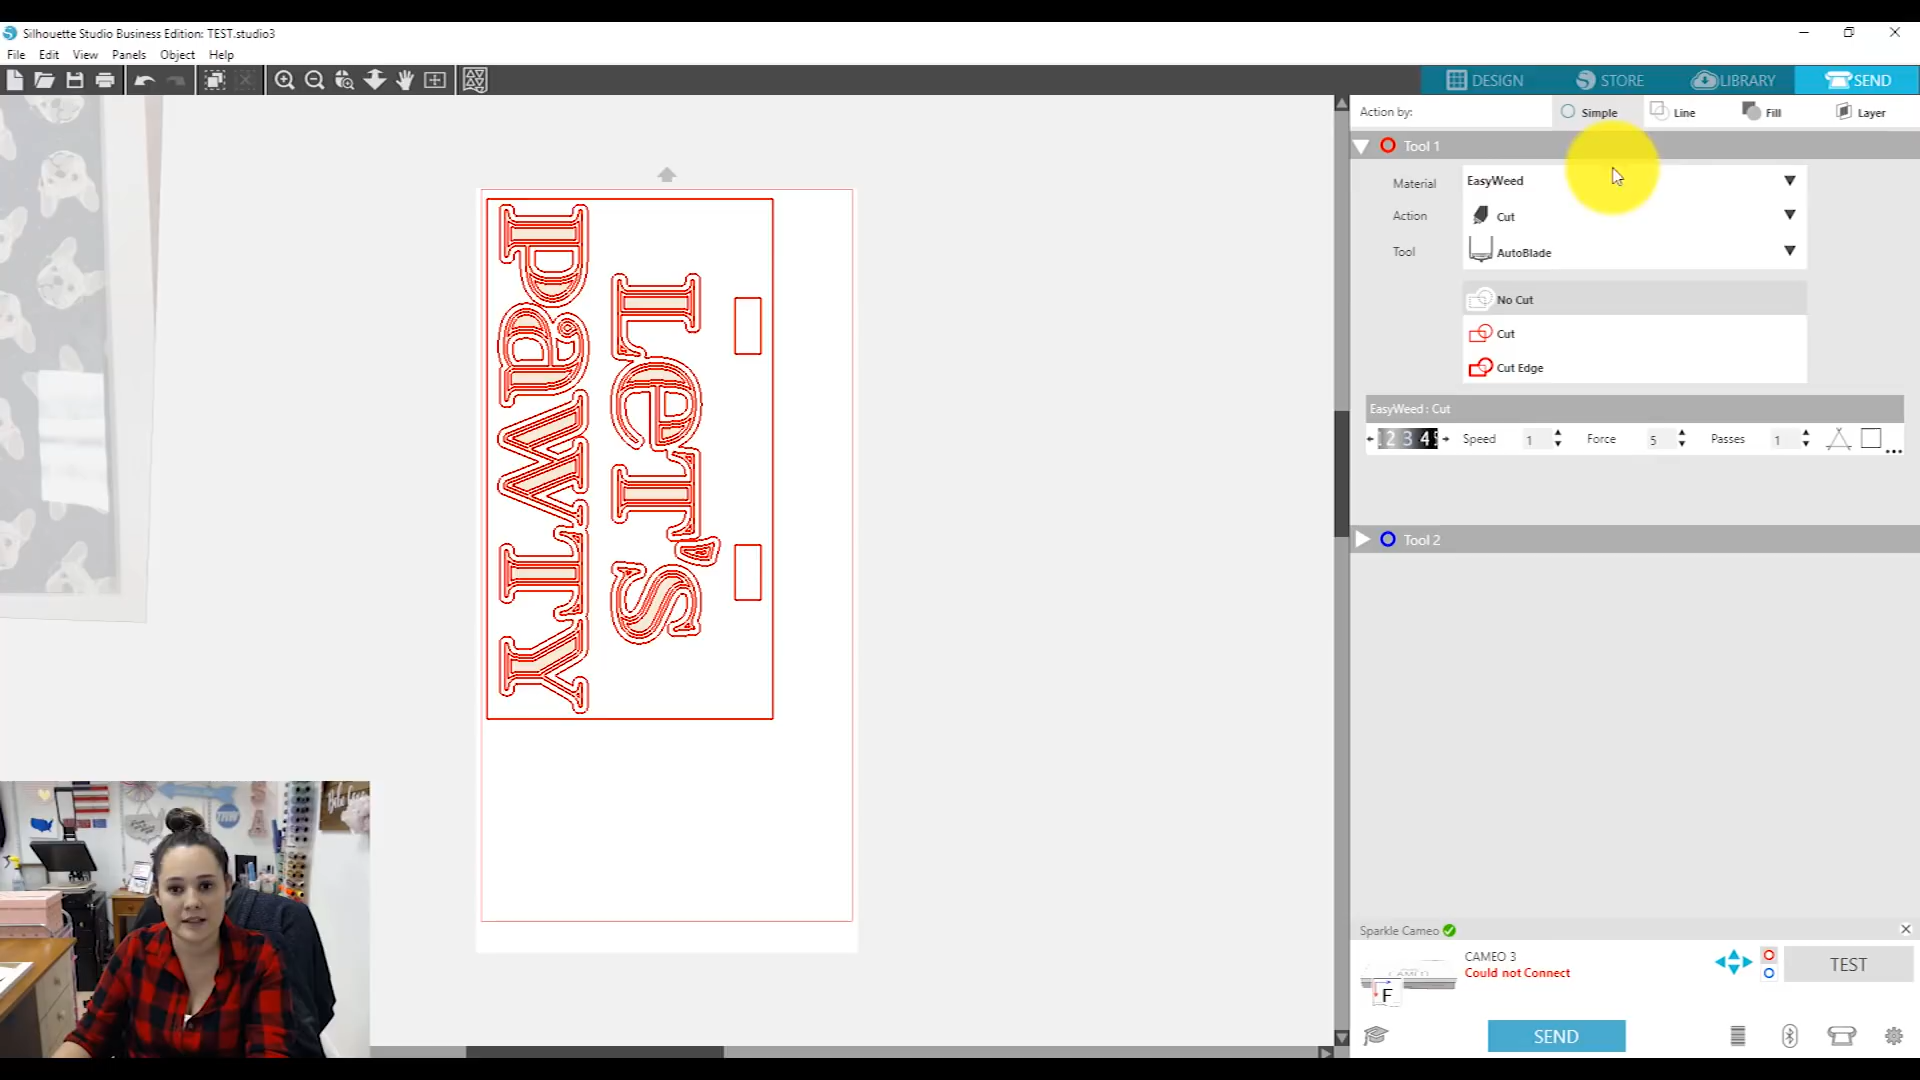 Silhouette Studio Business Edition: TEST.studio3
File Edit View Panels Object Help
DESIGN STORE LIBRARY SEND
Action by: Simple Line Fill Layer
Tool 1
Material EasyWeed
Action Cut
Tool AutoBlade
No Cut
Cut
Cut Edge
EasyWeed : Cut
2 3 4 Speed 1 Force 5 Passes 1
Tool 2
LeT'S
PaWTY
Sparkle Cameo
CAMEO 3
Could not Connect
F
TEST
SEND